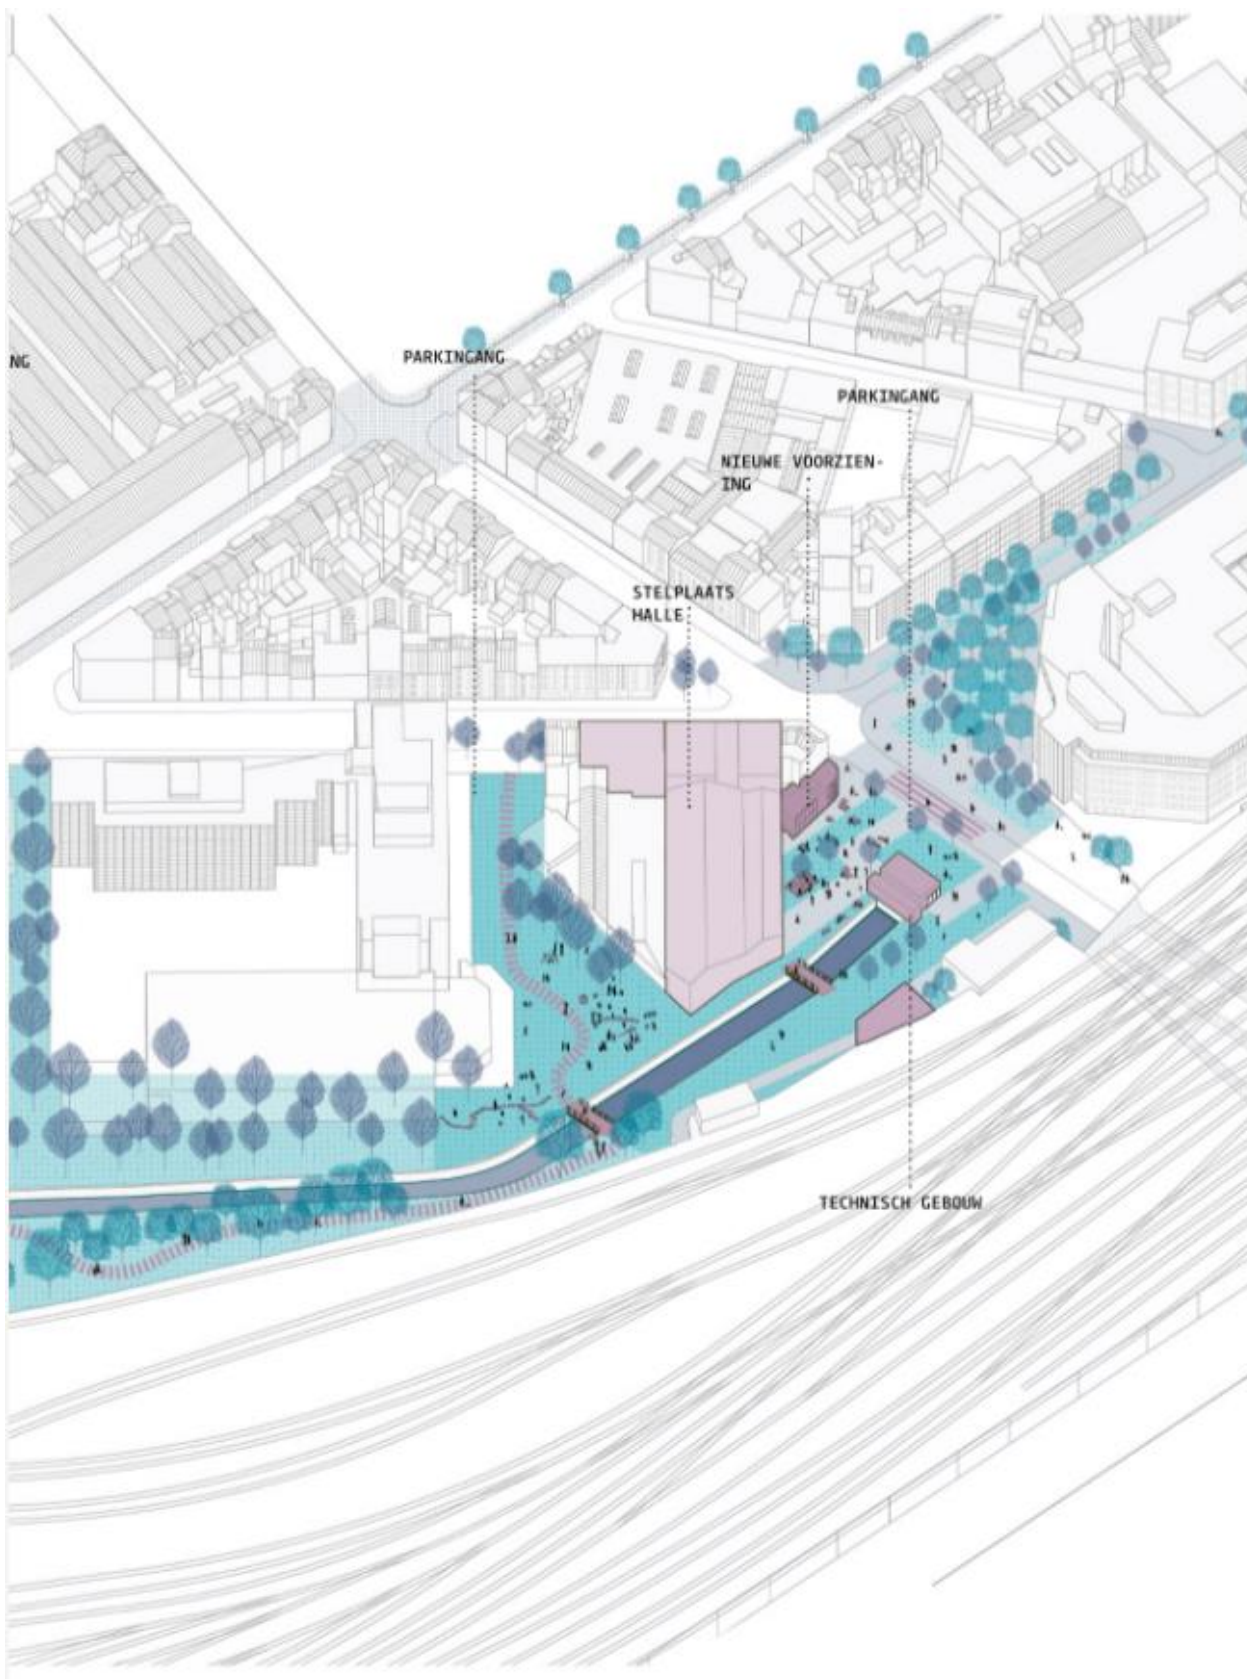 PARKINGANG
NG
PARKINGANG
NIEUWE VOORZIEN-
ING
STELPLAATS
HALLE
TECHNISCH GEBOUW